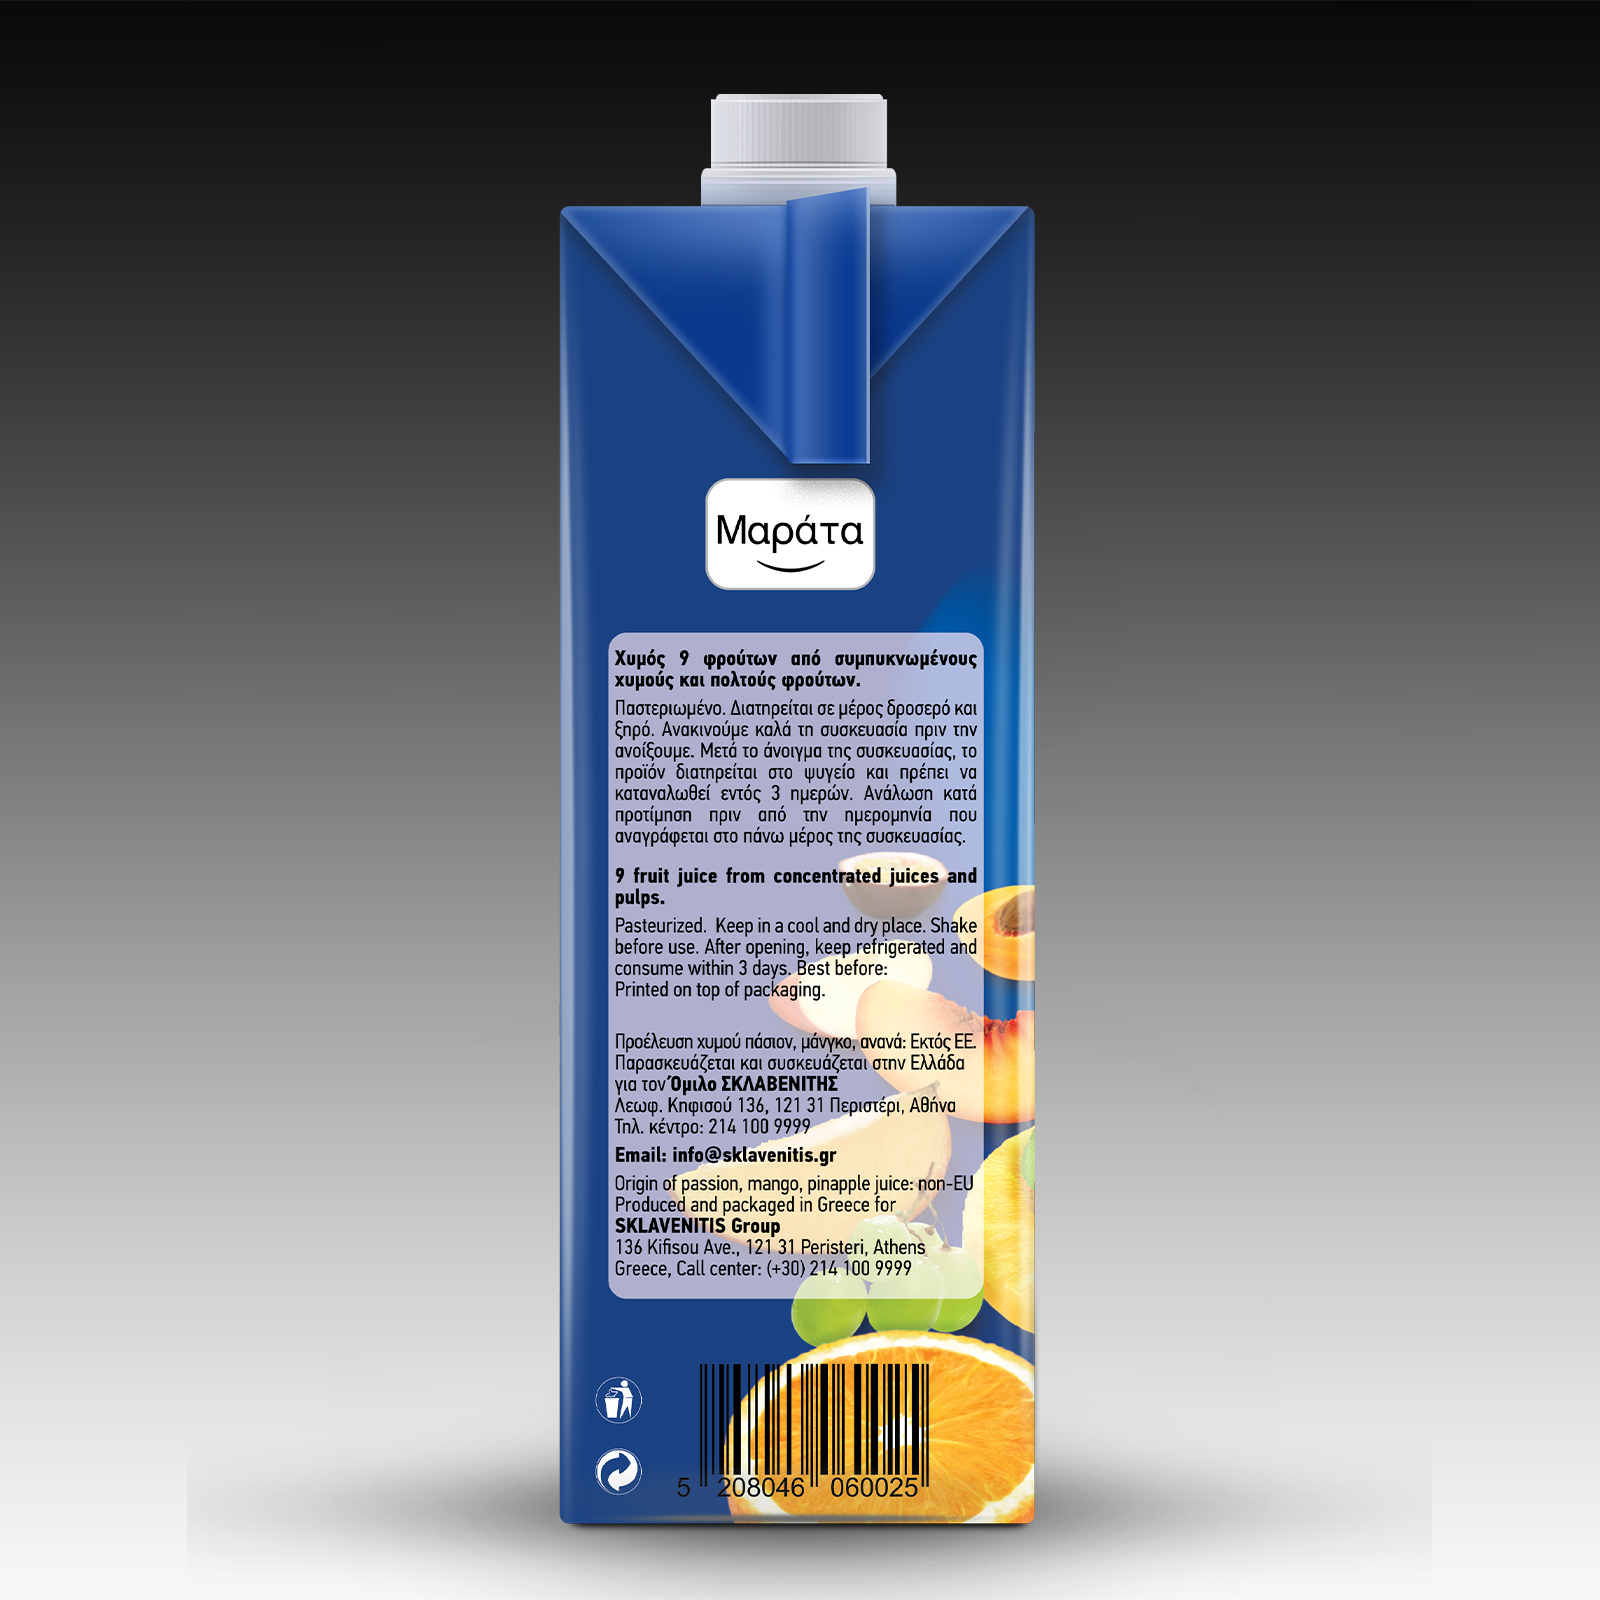 Μαράτα
Χυμός 9 φρούτων από συμπυκνωμένους
χυμούς και πολτούς φρούτων.
Παστεριωμένο. Διατηρείται σε μέρος δροσερό και
ξηρό. Ανακινούμε καλά τη συσκευασία πριν την
ανοίξουμε. Μετά το άνοιγμα της συσκευασίας, το
προϊόν διατηρείται στο ψυγείο και πρέπει να
καταναλωθεί εντός 3 ημερών. Ανάλωση κατά
προτίμηση πριν από την ημερομηνία που
αναγράφεται στο πάνω μέρος της συσκευασίας.
9 fruit juice from concentrated juices and
pulps.
Pasteurized. Keep in a cool and dry place. Shake
before use. After opening, keep refrigerated and
consume within 3 days. Best before:
Printed on top of packaging.
Προέλευση χυμού πάσιον, μάνγκο, ανανά: Εκτός ΕΕ.
Παρασκευάζεται και συσκευάζεται στην Ελλάδα
για τον Όμιλο ΣΚΛΑΒΕΝΙΤΗΣ
Λεωφ. Κηφισού 136, 121 31 Περιστέρι, Αθήνα
Τηλ. κέντρο: 214 100 9999
Email: info@sklavenitis.gr
Origin of passion, mango, pinapple juice: non-EU
Produced and packaged in Greece for
SKLAVENITIS Group
136 Kifisou Ave., 121 31 Peristeri, Athens
Greece, Call center: (+30) 214 100 9999
5 208046 060025